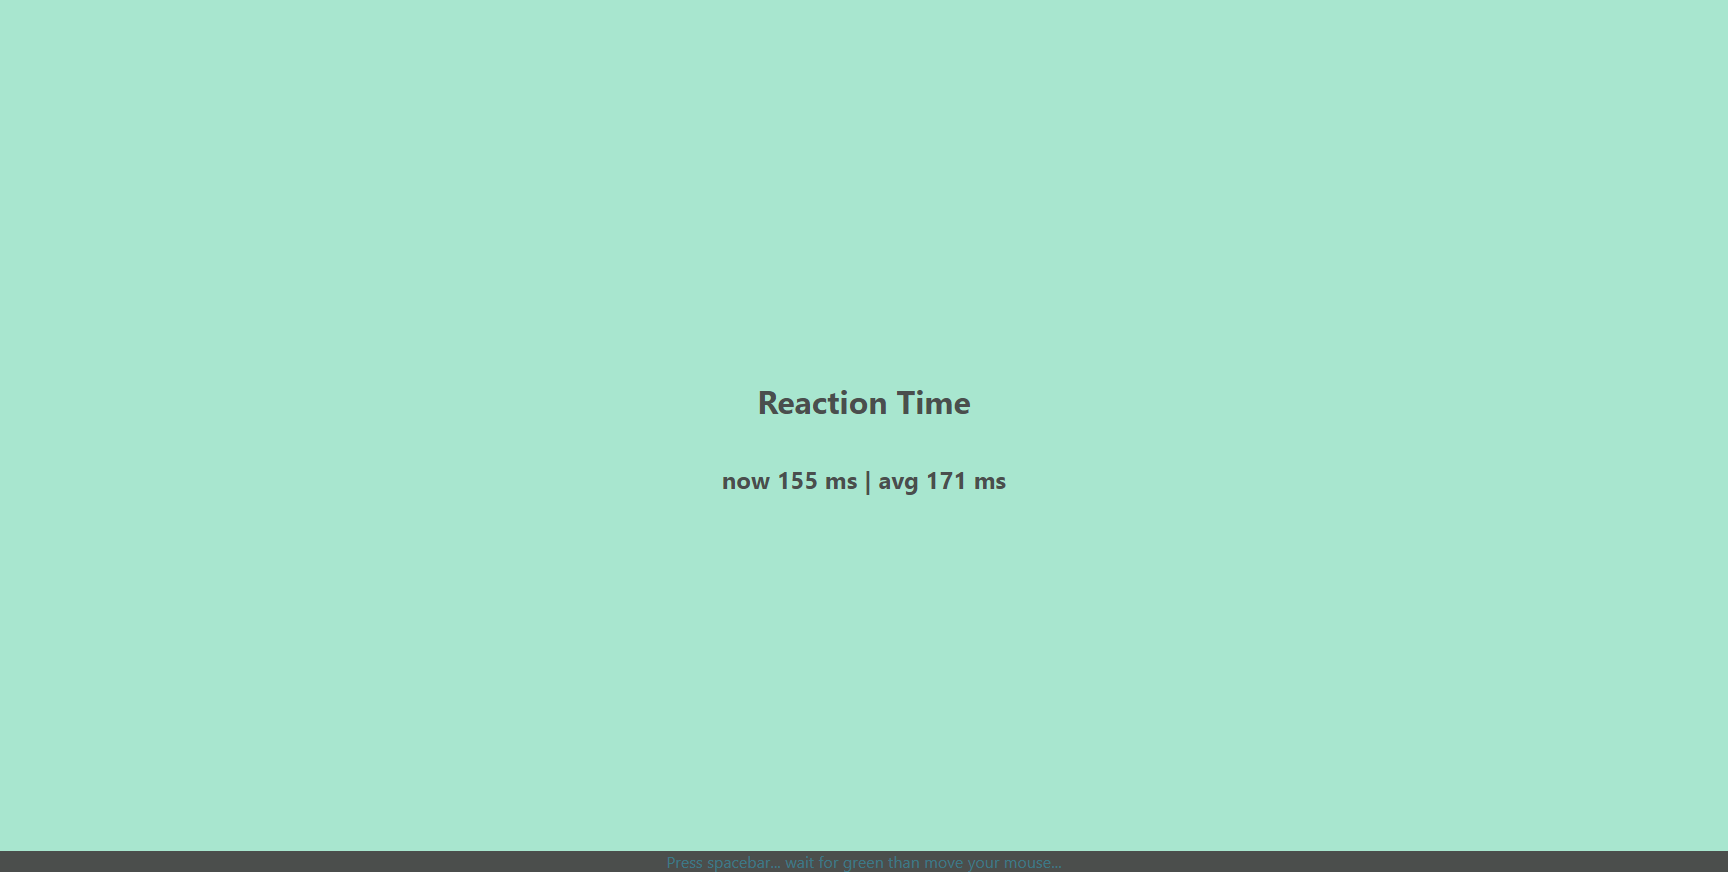 Reaction Time
now 155 ms | avg 171 ms
Press spacebar... wait for green than move your mouse...